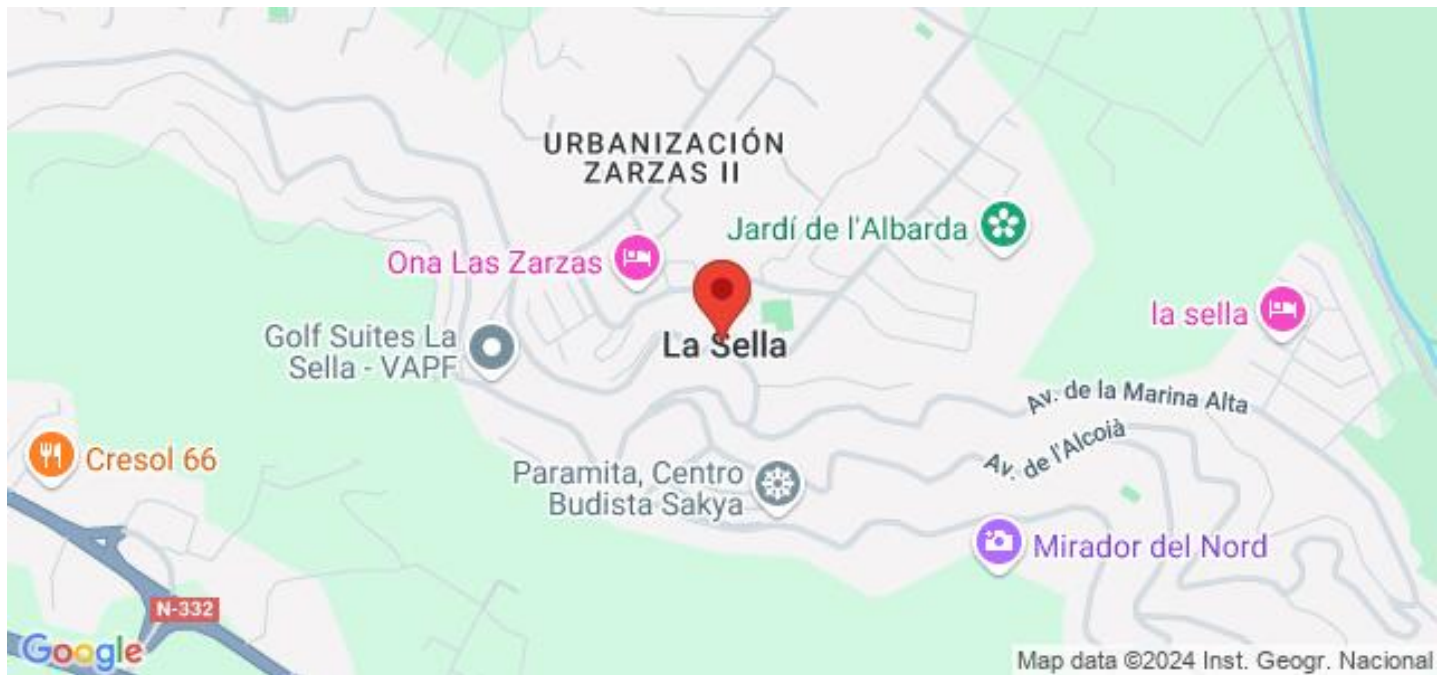 URBANIZACIÓN
ZARZAS II
Jardí de l'Albarda
Ona Las Zarzas
la sella
Golf Suites La
Sella - VAPF
La Sella
Av. de la Marina Alta
Av. de l'Alcoià
Cresol 66
Paramita, Centro
Budista Sakya
Mirador del Nord
N-332
Google
Map data ©2024 Inst. Geogr. Nacional